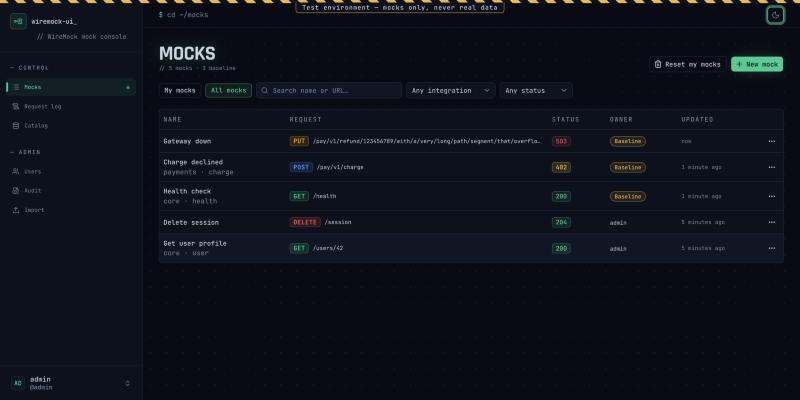 Test environment — mocks only, never real data
wiremock-ui_
// WireMock mock console
$ cd ~/mocks
— CONTROL
Mocks
Request log
Catalog
— ADMIN
Users
Audit
Import
MOCKS
// 5 mocks · 3 baseline
Reset my mocks
+ New mock
My mocks
All mocks
Search name or URL…
Any integration
Any status
NAME REQUEST STATUS OWNER UPDATED
Gateway down PUT /pay/v1/refund/123456789/with/a/very/long/path/segment/that/overflo… 503 Baseline now
Charge declined
payments · charge
POST /pay/v1/charge 402 Baseline 1 minute ago
Health check
core · health
GET /health 200 Baseline 1 minute ago
Delete session DELETE /session 204 admin 5 minutes ago
Get user profile
core · user
GET /users/42 200 admin 5 minutes ago
AD
admin
@admin